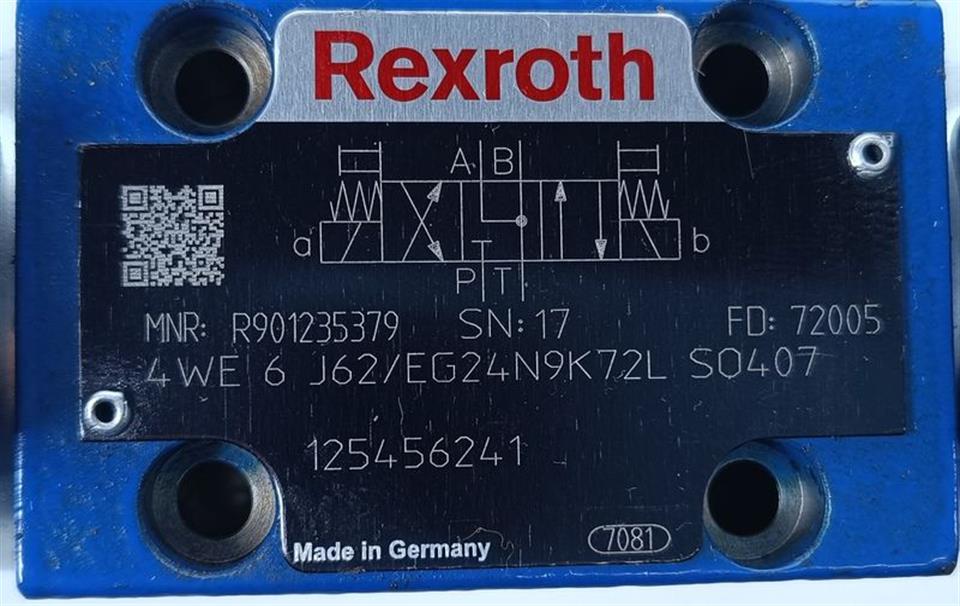 Rexroth
A B
a b
T
P T
MNR: R901235379 SN: 17 FD: 72005
4WE 6 J62/EG24N9K72L SO407
125456241
Made in Germany 7081